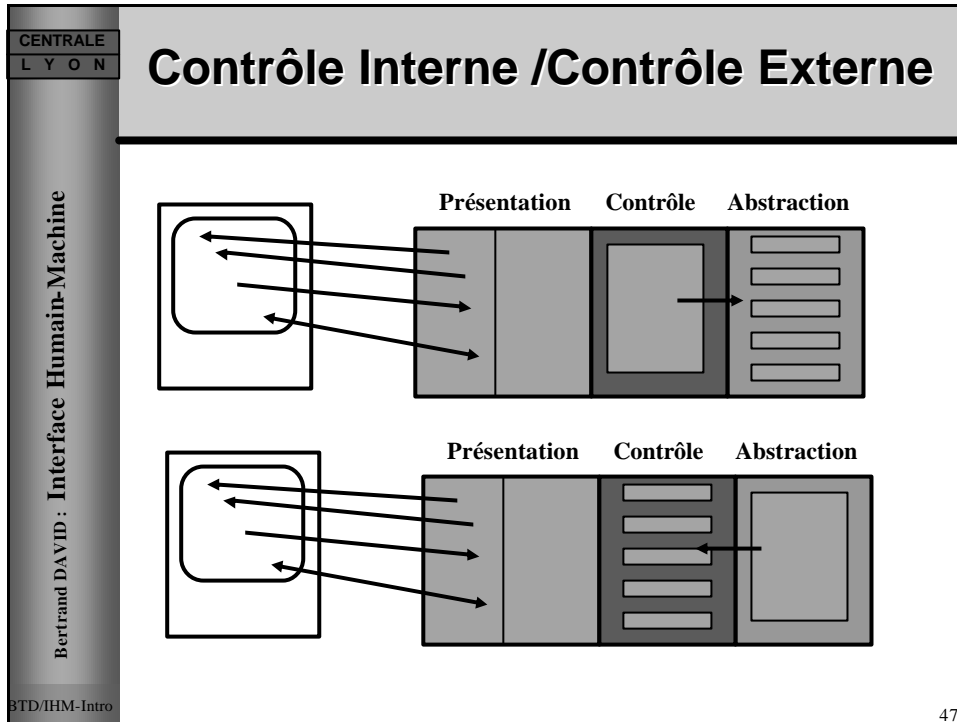 CENTRALE
L Y O N
Contrôle Interne /Contrôle Externe
Bertrand DAVID : Interface Humain-Machine
Présentation Contrôle Abstraction
Présentation Contrôle Abstraction
BTD/IHM-Intro
47